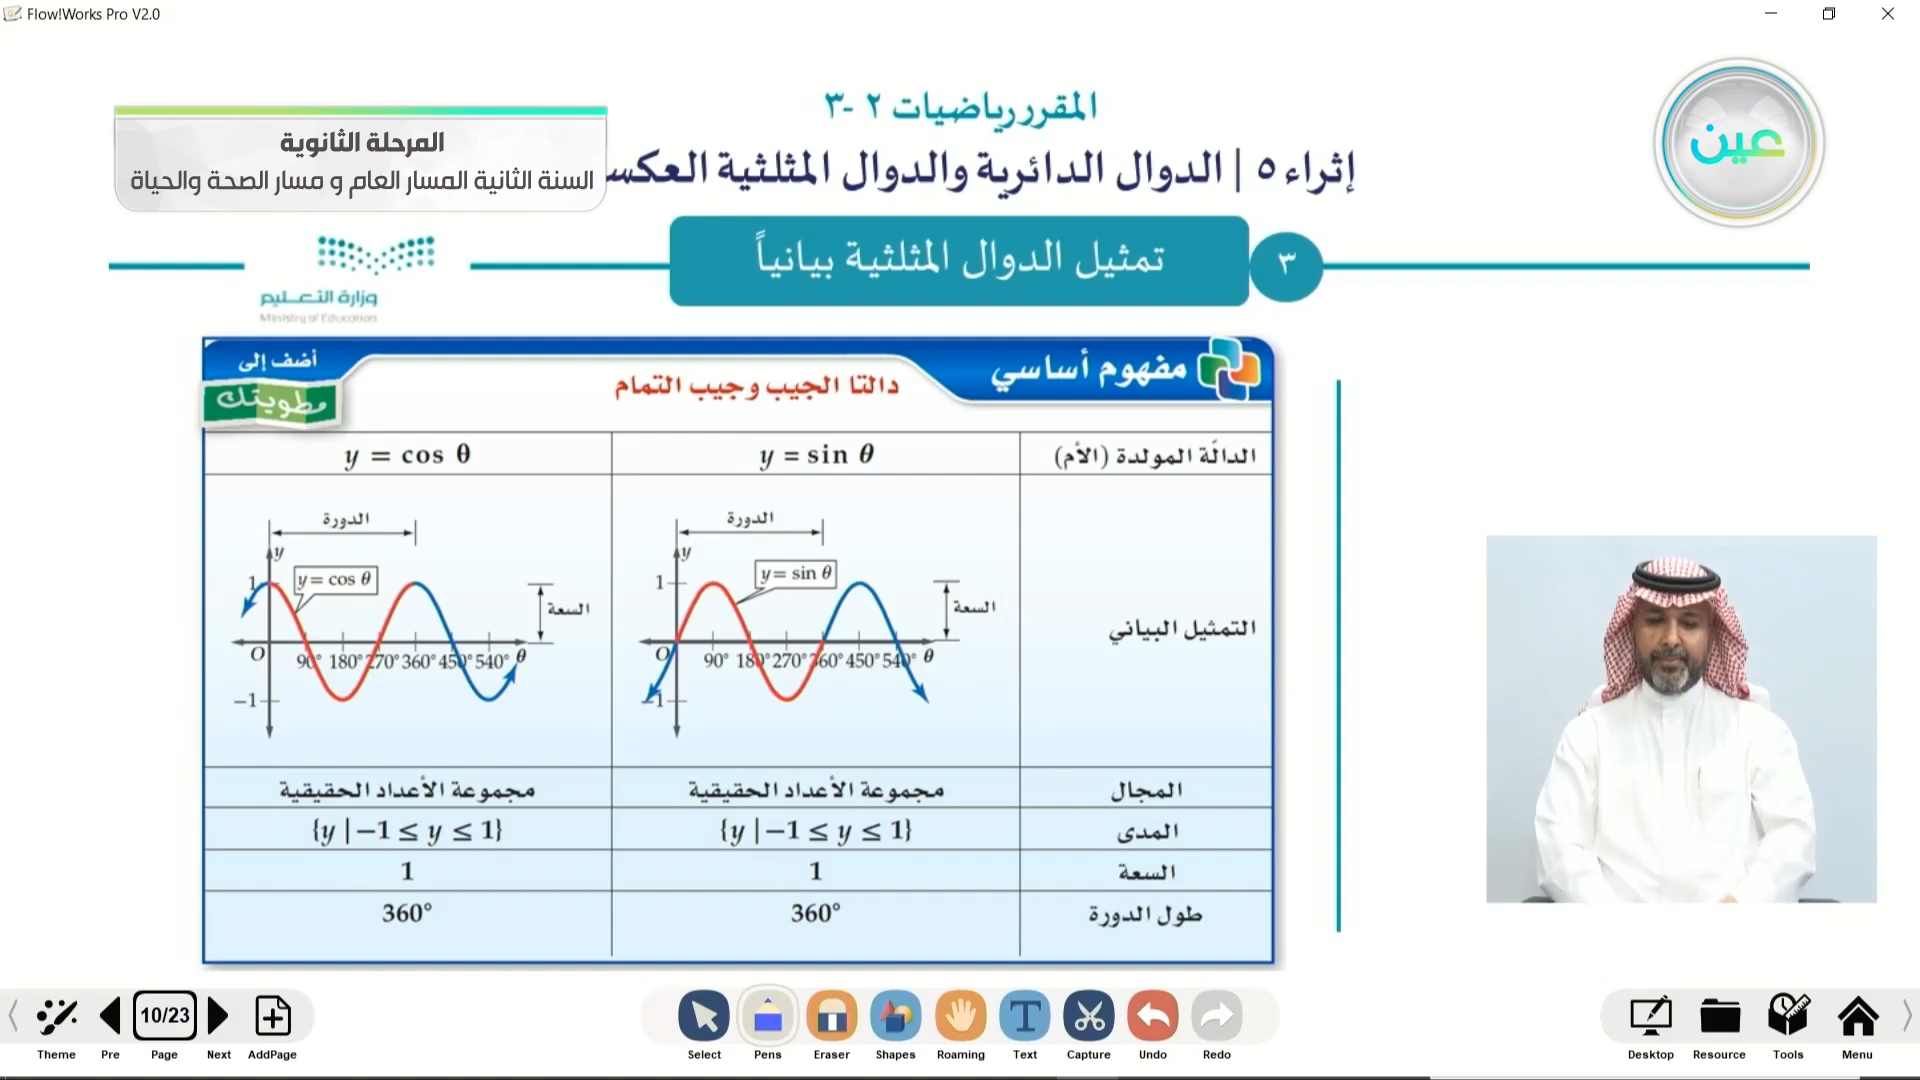 Flow!Works Pro V2.0
المقرر رياضيات ٢ -٣
إثراء ٥ | الدوال الدائرية والدوال المثلثية العكس
المرحلة الثانوية
السنة الثانية المسار العام و مسار الصحة والحياة
عين
٣
تمثيل الدوال المثلثية بيانياً
وزارة التعليم
Ministry of Education
مفهوم أساسي
دالتا الجيب وجيب التمام
أضف إلى
مطويتك
الدالّة المولدة (الأم)
y = sin θ
y = cos θ
التمثيل البياني
الدورة
y
1
y = sin θ
السعة
O
90° 180° 270° 360° 450° 540° θ
-1
الدورة
y
1
y = cos θ
السعة
O
90° 180° 270° 360° 450° 540° θ
-1
المجال
مجموعة الأعداد الحقيقية
مجموعة الأعداد الحقيقية
المدى
{y | -1 ≤ y ≤ 1}
{y | -1 ≤ y ≤ 1}
السعة
1
1
طول الدورة
360°
360°
10/23
Theme Pre Page Next AddPage
Select Pens Eraser Shapes Roaming Text Capture Undo Redo
Desktop Resource Tools Menu